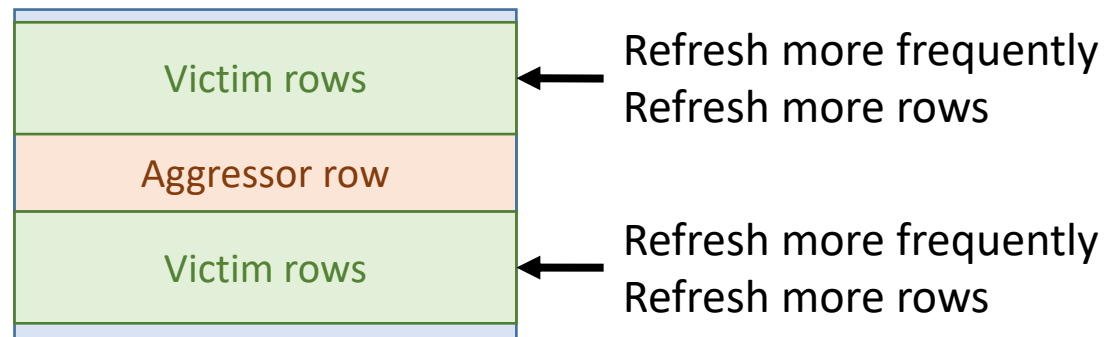 Victim rows
Refresh more frequently
Refresh more rows
Aggressor row
Victim rows
Refresh more frequently
Refresh more rows